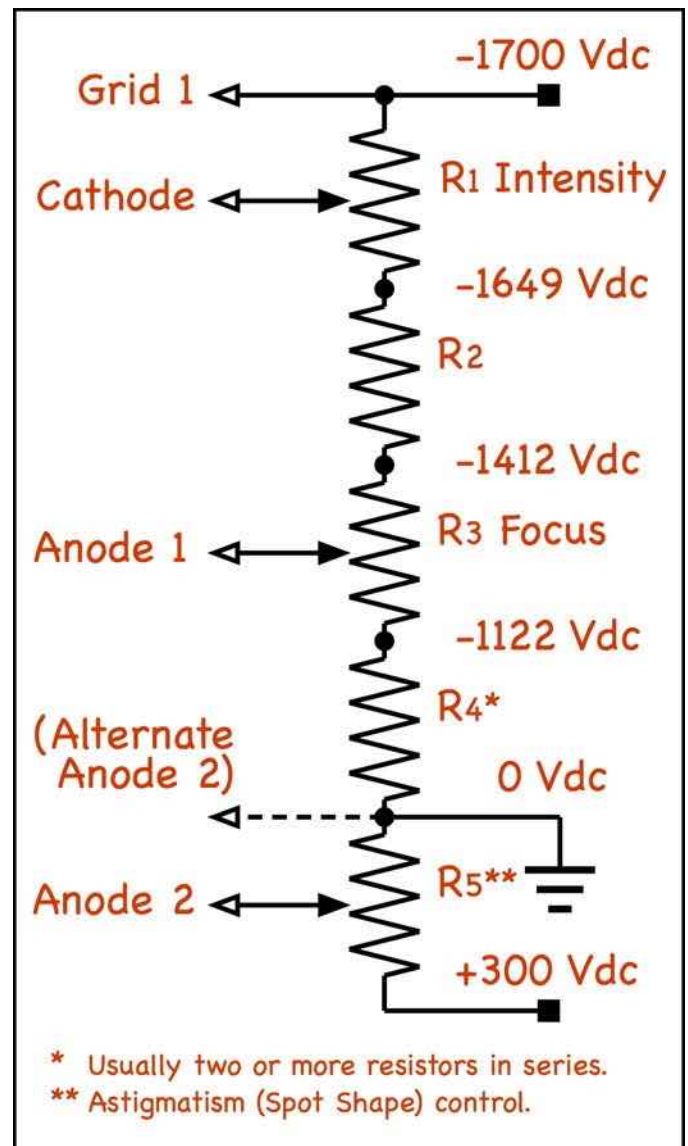 -1700 Vdc
Grid 1
R1 Intensity
Cathode
-1649 Vdc
R2
-1412 Vdc
R3 Focus
Anode 1
-1122 Vdc
R4*
(Alternate
Anode 2)
0 Vdc
R5**
Anode 2
+300 Vdc
* Usually two or more resistors in series.
** Astigmatism (Spot Shape) control.